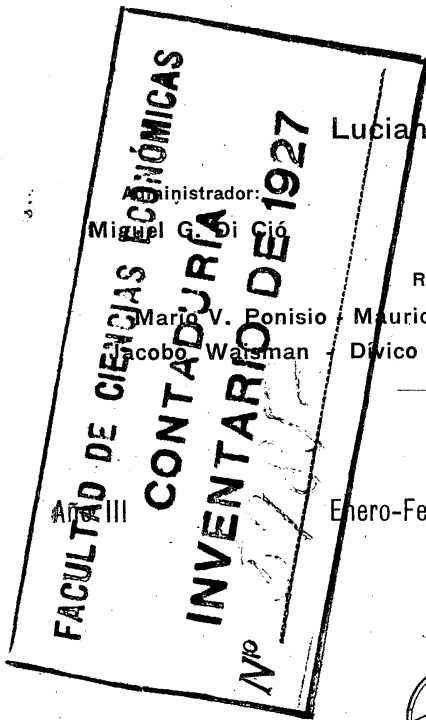 FACULTAD DE CIENCIAS ECONÓMICAS
CONTADURÍA
INVENTARIO DE 1927
Nº
Lucian
Administrador:
Miguel G. Di Ció
R
Mario V. Ponisio - Mauric
Jacobo Waisman - Divico
Año III
Enero-Fe